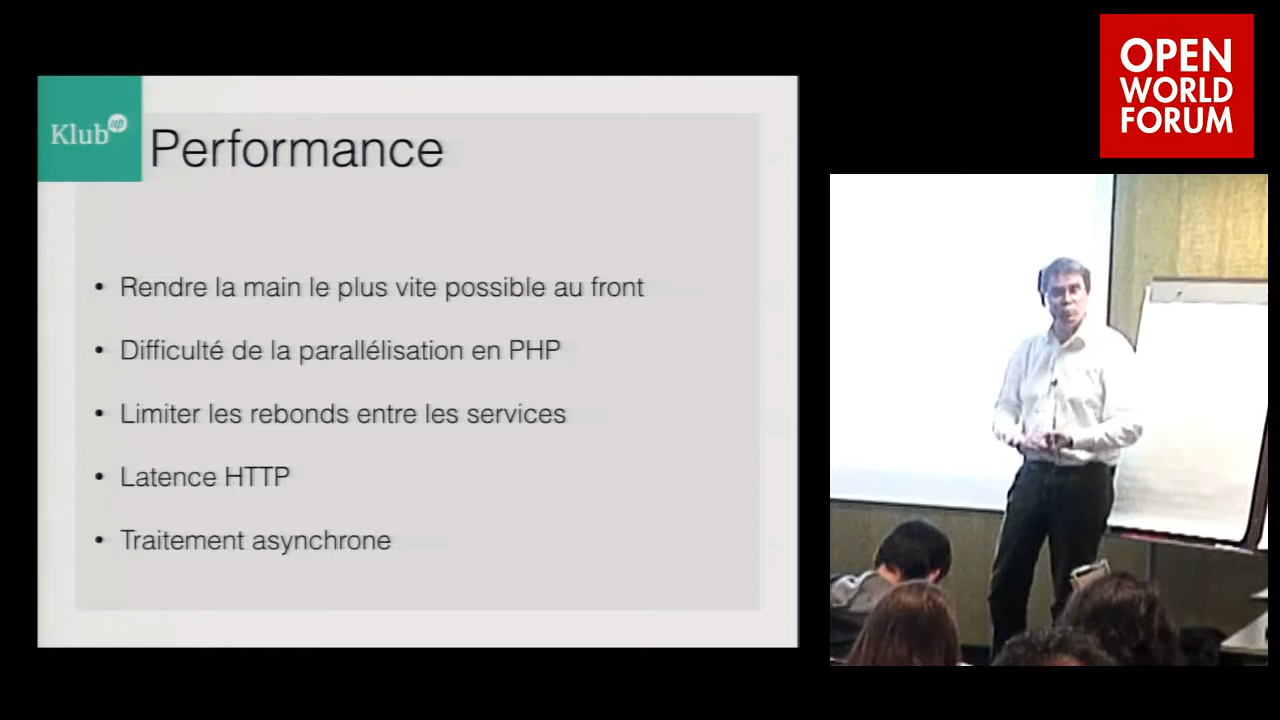 OPEN
WORLD
FORUM
Klub up
Performance
• Rendre la main le plus vite possible au front
• Difficulté de la parallélisation en PHP
• Limiter les rebonds entre les services
• Latence HTTP
• Traitement asynchrone